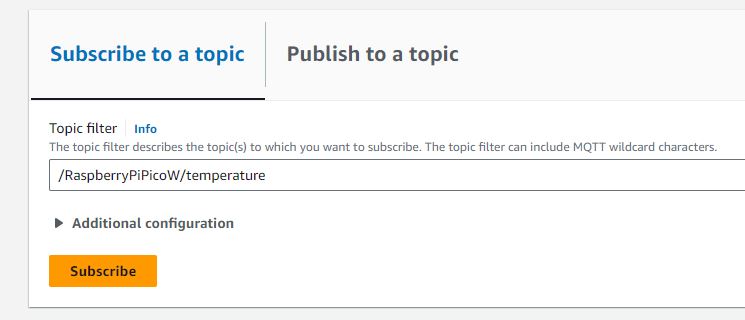 Subscribe to a topic
Publish to a topic
Topic filter Info
The topic filter describes the topic(s) to which you want to subscribe. The topic filter can include MQTT wildcard characters.
/RaspberryPiPicoW/temperature
Additional configuration
Subscribe